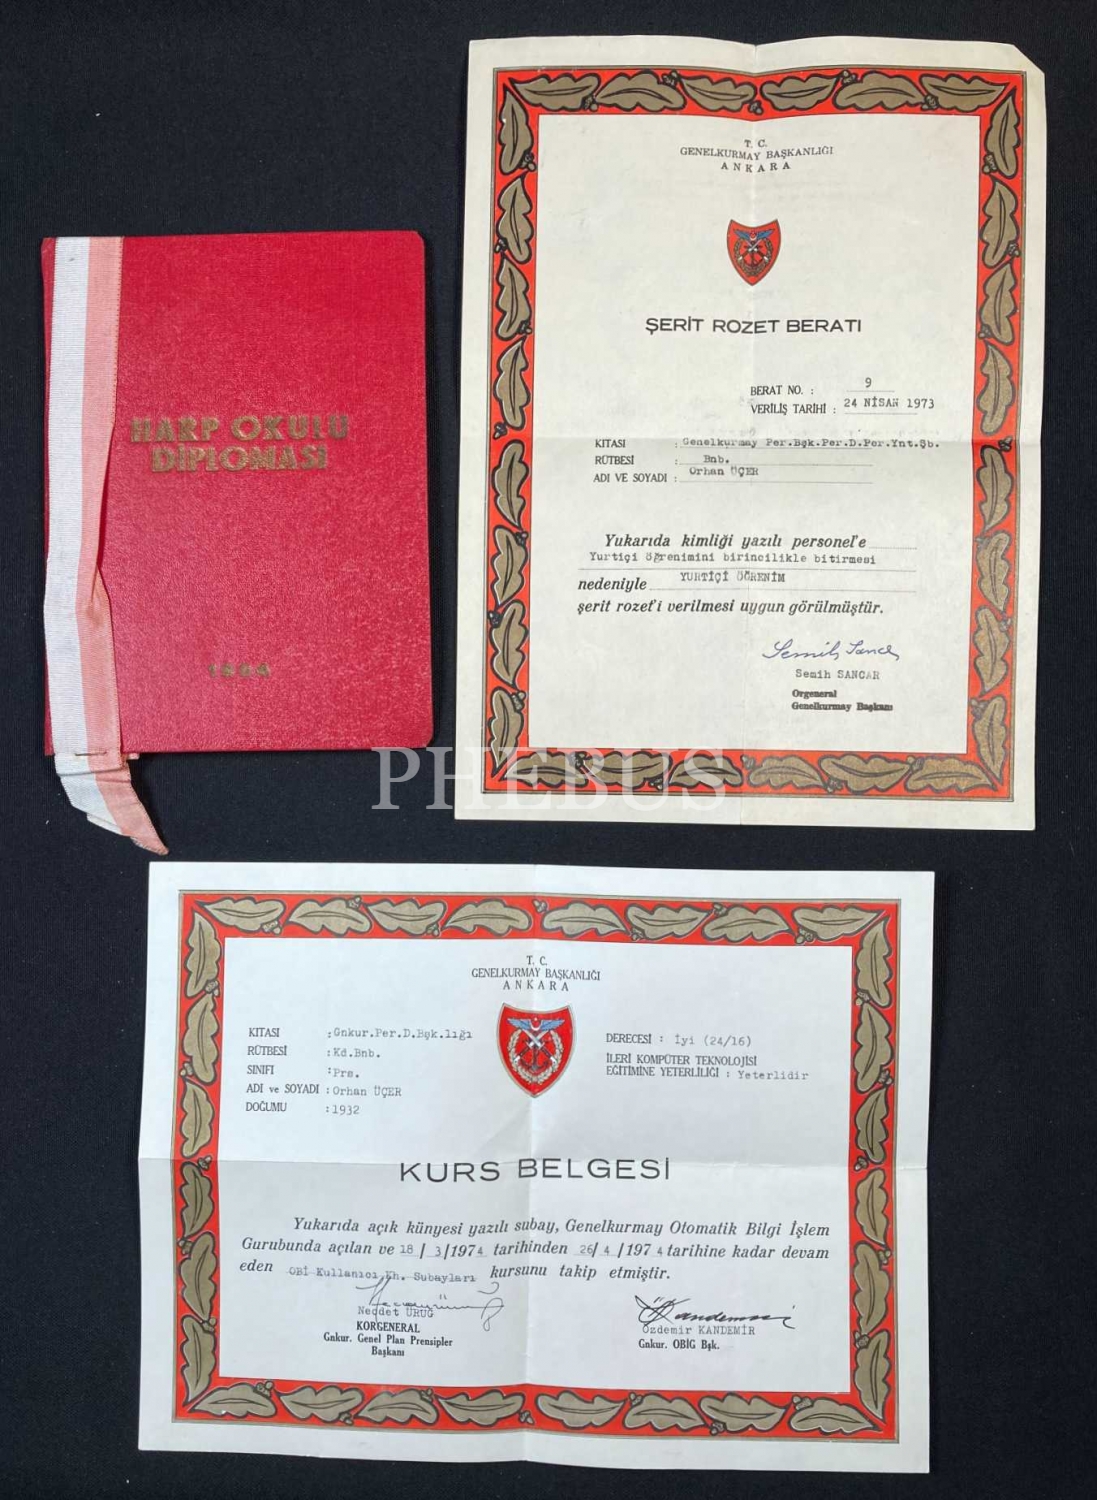 HARP OKULU
DİPLOMASI
T. C.
GENELKURMAY BAŞKANLIĞI
ANKARA
ŞERİT ROZET BERATI
BERAT NO. : 9
VERİLİŞ TARİHİ : 24 NİSAN 1973
KITASI : Genelkurmay Per.Bşk.Per.D.Per.Ynt.Şb.
RÜTBESİ : Bnb.
ADI VE SOYADI : Orhan ÜÇER
Yukarıda kimliği yazılı personel'e
Yurtiçi öğrenimini birincilikle bitirmesi
nedeniyle YURTİÇİ ÖĞRENİM
şerit rozet'i verilmesi uygun görülmüştür.
Semih Sancar
Semih SANCAR
Orgeneral
Genelkurmay Başkanı
PHEBUS
T. C.
GENELKURMAY BAŞKANLIĞI
ANKARA
KITASI : Gnkur.Per.D.Bşk.lığı
RÜTBESİ : Kd.Bnb.
SINIFI : Prs.
ADI ve SOYADI : Orhan ÜÇER
DOĞUMU : 1932
DERECESİ : İyi (24/16)
İLERİ KOMPÜTER TEKNOLOJİSİ
EĞİTİMİNE YETERLİLİĞİ : Yeterlidir
KURS BELGESİ
Yukarıda açık künyesi yazılı subay, Genelkurmay Otomatik Bilgi İşlem
Gurubunda açılan ve 18/ 3/1974 tarihinden 26/4 /1974 tarihine kadar devam
eden OBİ Kullanıcı Kh. Subayları kursunu takip etmiştir.
Necdet ÜRUĞ
KORGENERAL
Gnkur. Genel Plan Prensipler
Başkanı
Özdemir KANDEMİR
Gnkur. OBİG Bşk.